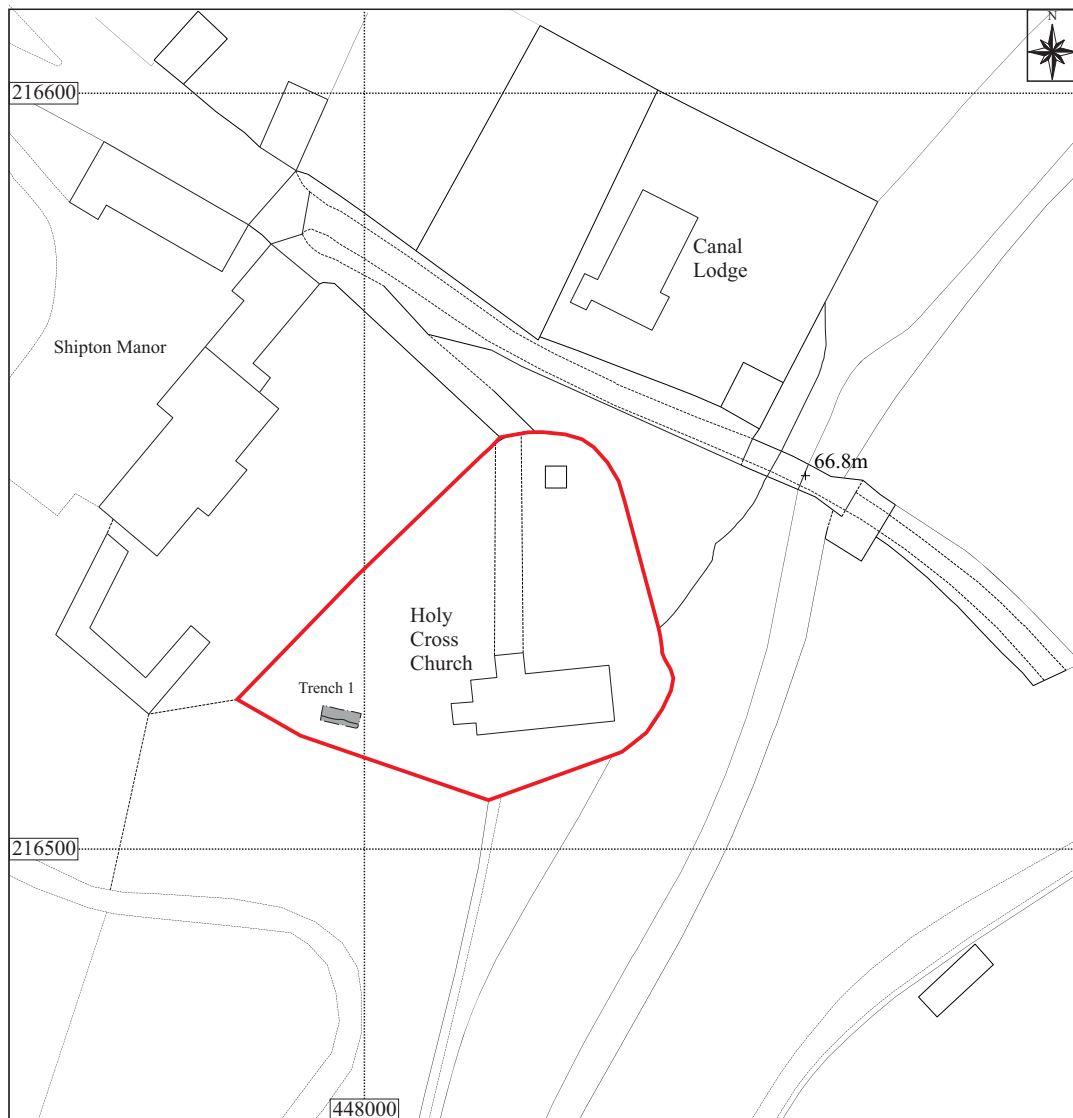 N
216600
Canal
Lodge
Shipton Manor
66.8m
Holy
Cross
Church
Trench 1
216500
448000